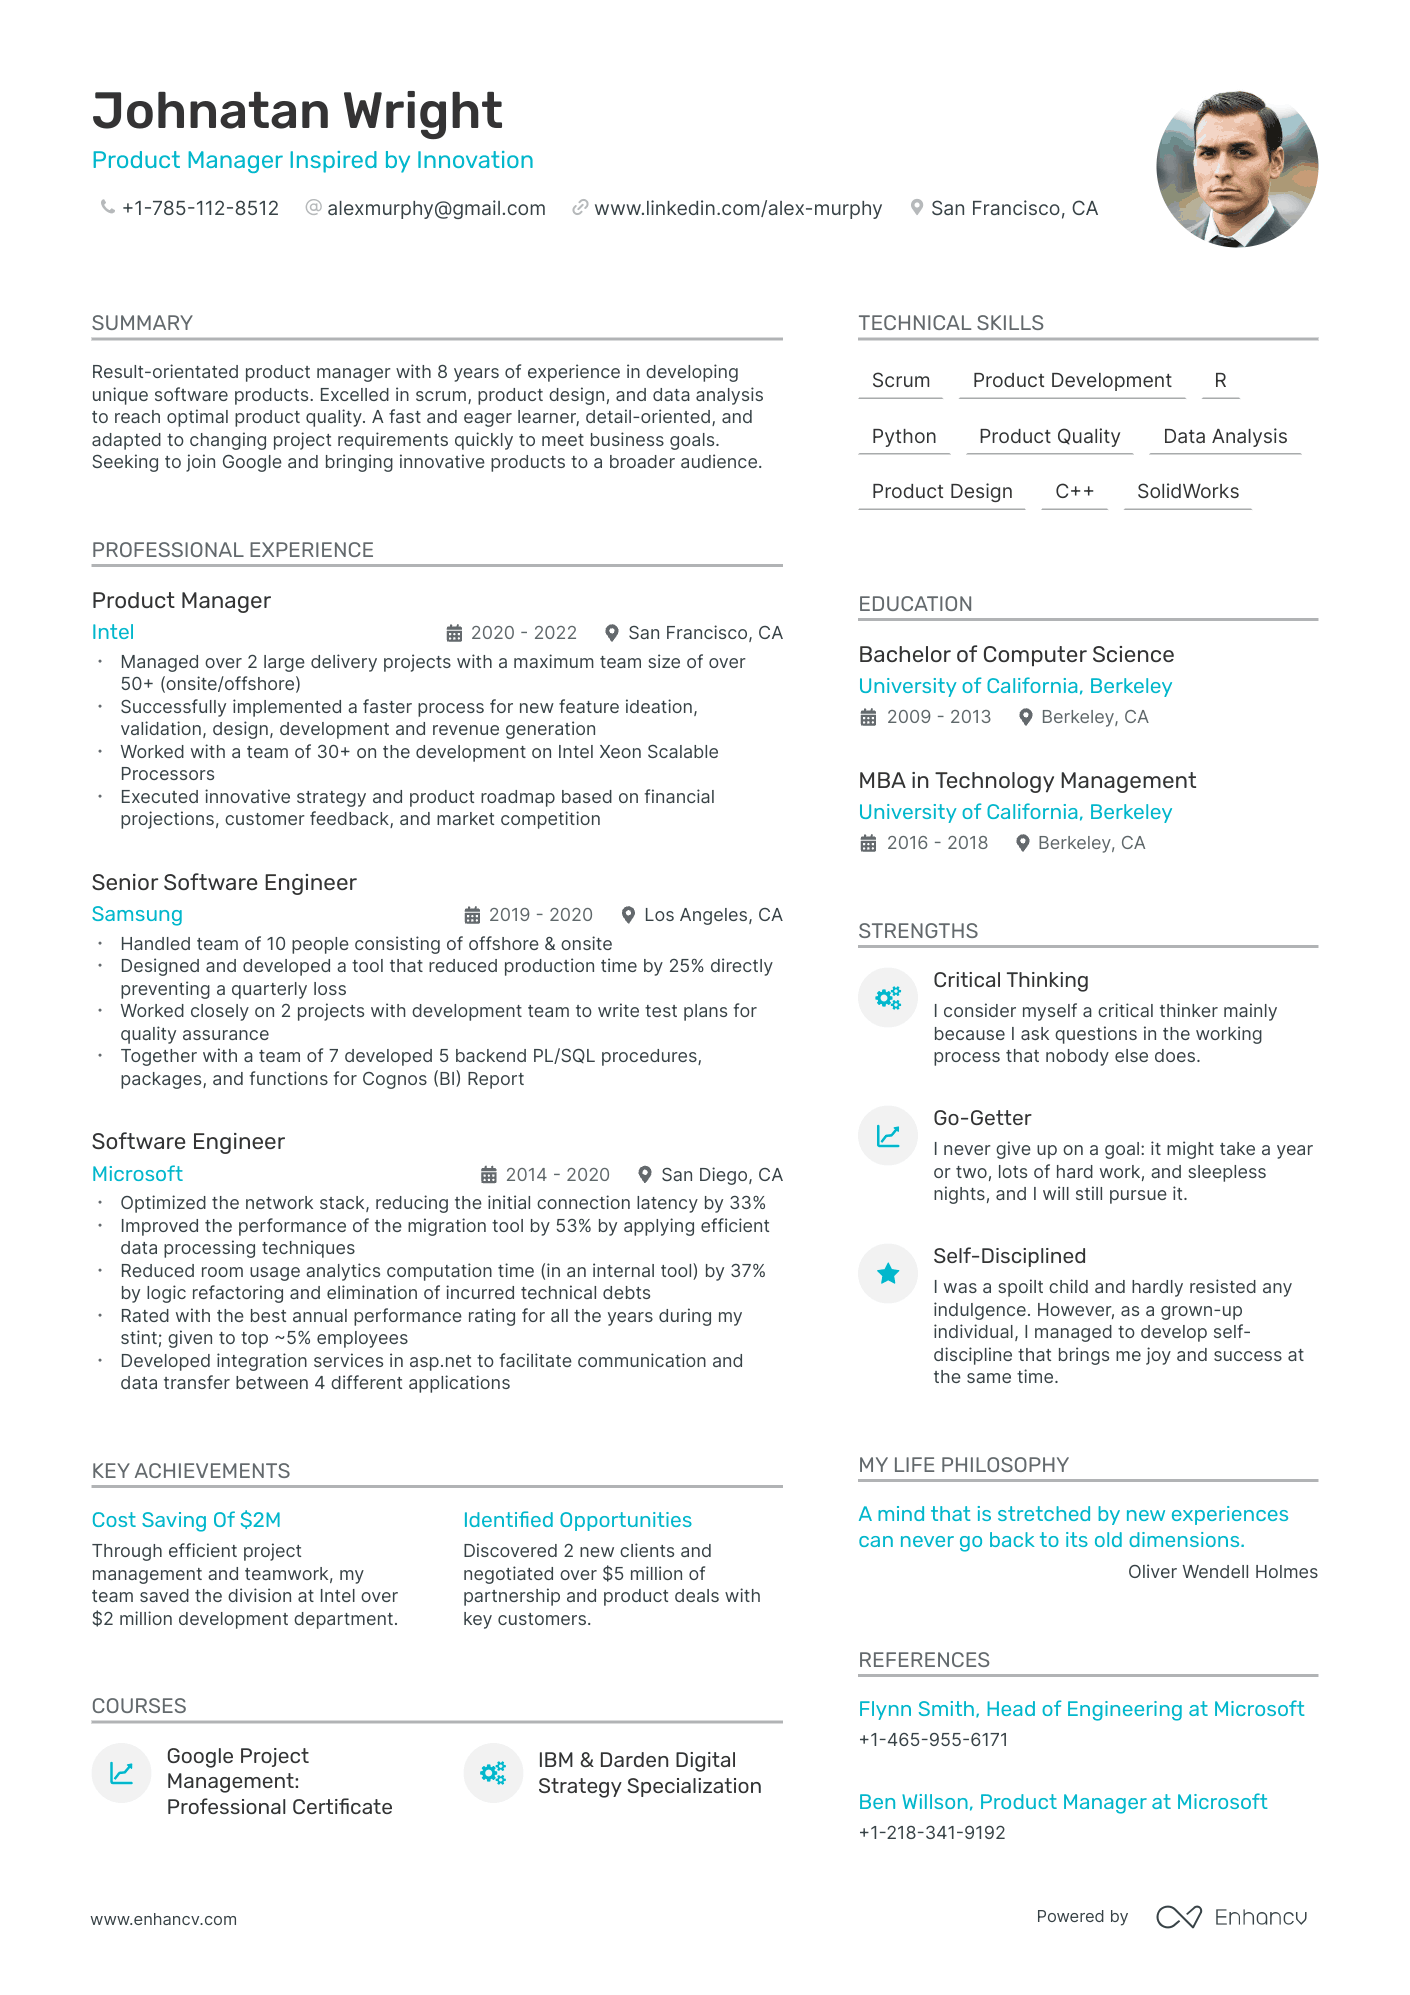 Johnatan Wright
Product Manager Inspired by Innovation
+1-785-112-8512 @ alexmurphy@gmail.com www.linkedin.com/alex-murphy San Francisco, CA
SUMMARY
Result-orientated product manager with 8 years of experience in developing
unique software products. Excelled in scrum, product design, and data analysis
to reach optimal product quality. A fast and eager learner, detail-oriented, and
adapted to changing project requirements quickly to meet business goals.
Seeking to join Google and bringing innovative products to a broader audience.
PROFESSIONAL EXPERIENCE
Product Manager
Intel 2020 - 2022 San Francisco, CA
· Managed over 2 large delivery projects with a maximum team size of over
50+ (onsite/offshore)
· Successfully implemented a faster process for new feature ideation,
validation, design, development and revenue generation
· Worked with a team of 30+ on the development on Intel Xeon Scalable
Processors
· Executed innovative strategy and product roadmap based on financial
projections, customer feedback, and market competition
Senior Software Engineer
Samsung 2019 - 2020 Los Angeles, CA
· Handled team of 10 people consisting of offshore & onsite
· Designed and developed a tool that reduced production time by 25% directly
preventing a quarterly loss
· Worked closely on 2 projects with development team to write test plans for
quality assurance
· Together with a team of 7 developed 5 backend PL/SQL procedures,
packages, and functions for Cognos (BI) Report
Software Engineer
Microsoft 2014 - 2020 San Diego, CA
· Optimized the network stack, reducing the initial connection latency by 33%
· Improved the performance of the migration tool by 53% by applying efficient
data processing techniques
· Reduced room usage analytics computation time (in an internal tool) by 37%
by logic refactoring and elimination of incurred technical debts
· Rated with the best annual performance rating for all the years during my
stint; given to top ~5% employees
· Developed integration services in asp.net to facilitate communication and
data transfer between 4 different applications
KEY ACHIEVEMENTS
Cost Saving Of $2M
Through efficient project
management and teamwork, my
team saved the division at Intel over
$2 million development department.
Identified Opportunities
Discovered 2 new clients and
negotiated over $5 million of
partnership and product deals with
key customers.
COURSES
Google Project
Management:
Professional Certificate
IBM & Darden Digital
Strategy Specialization
TECHNICAL SKILLS
Scrum Product Development R
Python Product Quality Data Analysis
Product Design C++ SolidWorks
EDUCATION
Bachelor of Computer Science
University of California, Berkeley
2009 - 2013 Berkeley, CA
MBA in Technology Management
University of California, Berkeley
2016 - 2018 Berkeley, CA
STRENGTHS
Critical Thinking
I consider myself a critical thinker mainly
because I ask questions in the working
process that nobody else does.
Go-Getter
I never give up on a goal: it might take a year
or two, lots of hard work, and sleepless
nights, and I will still pursue it.
Self-Disciplined
I was a spoilt child and hardly resisted any
indulgence. However, as a grown-up
individual, I managed to develop self-
discipline that brings me joy and success at
the same time.
MY LIFE PHILOSOPHY
A mind that is stretched by new experiences
can never go back to its old dimensions.
Oliver Wendell Holmes
REFERENCES
Flynn Smith, Head of Engineering at Microsoft
+1-465-955-6171
Ben Willson, Product Manager at Microsoft
+1-218-341-9192
www.enhancv.com
Powered by Enhancv